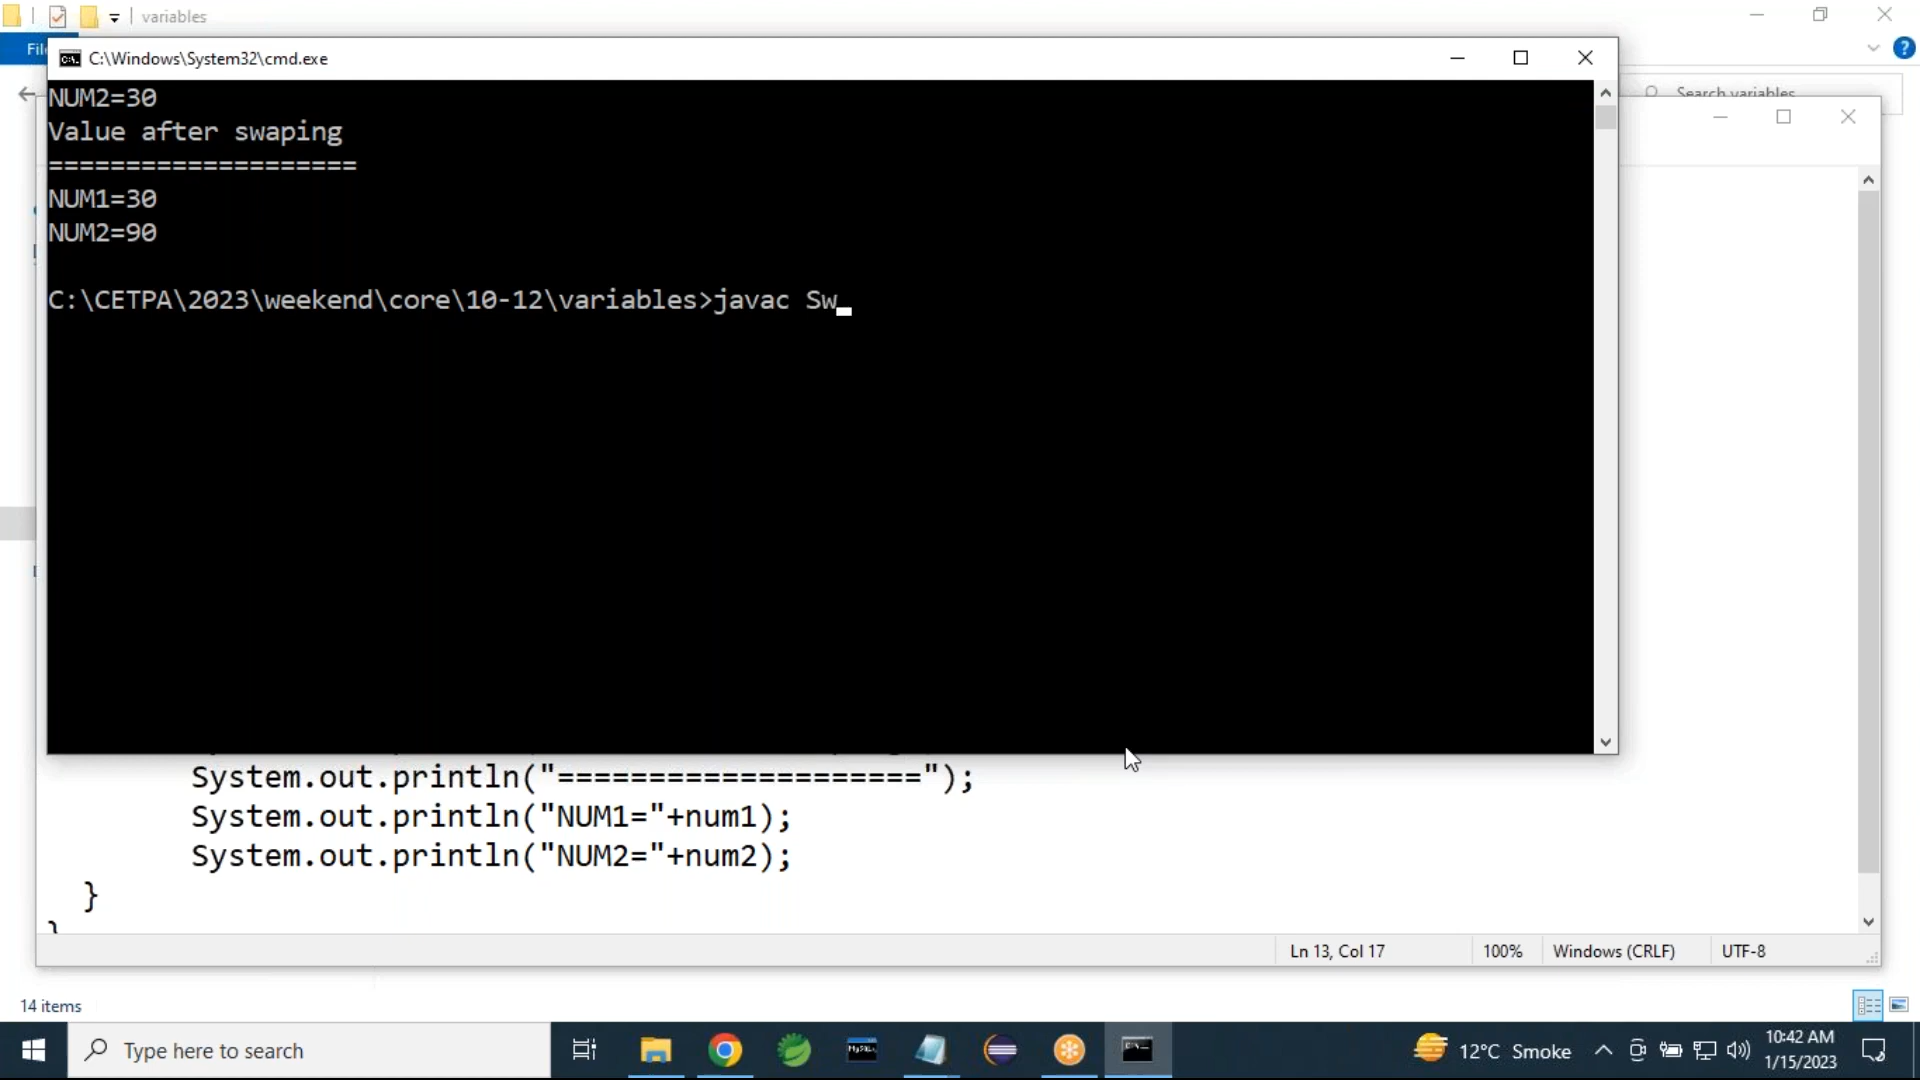 variables
File
C:\Windows\System32\cmd.exe
Search variables
NUM2=30
Value after swaping
====================
NUM1=30
NUM2=90
C:\CETPA\2023\weekend\core\10-12\variables>javac Sw_
System.out.println("====================");
System.out.println("NUM1="+num1);
System.out.println("NUM2="+num2);
}
}
Ln 13, Col 17
100%
Windows (CRLF)
UTF-8
14 items
Type here to search
MySQL
12°C Smoke
10:42 AM
1/15/2023